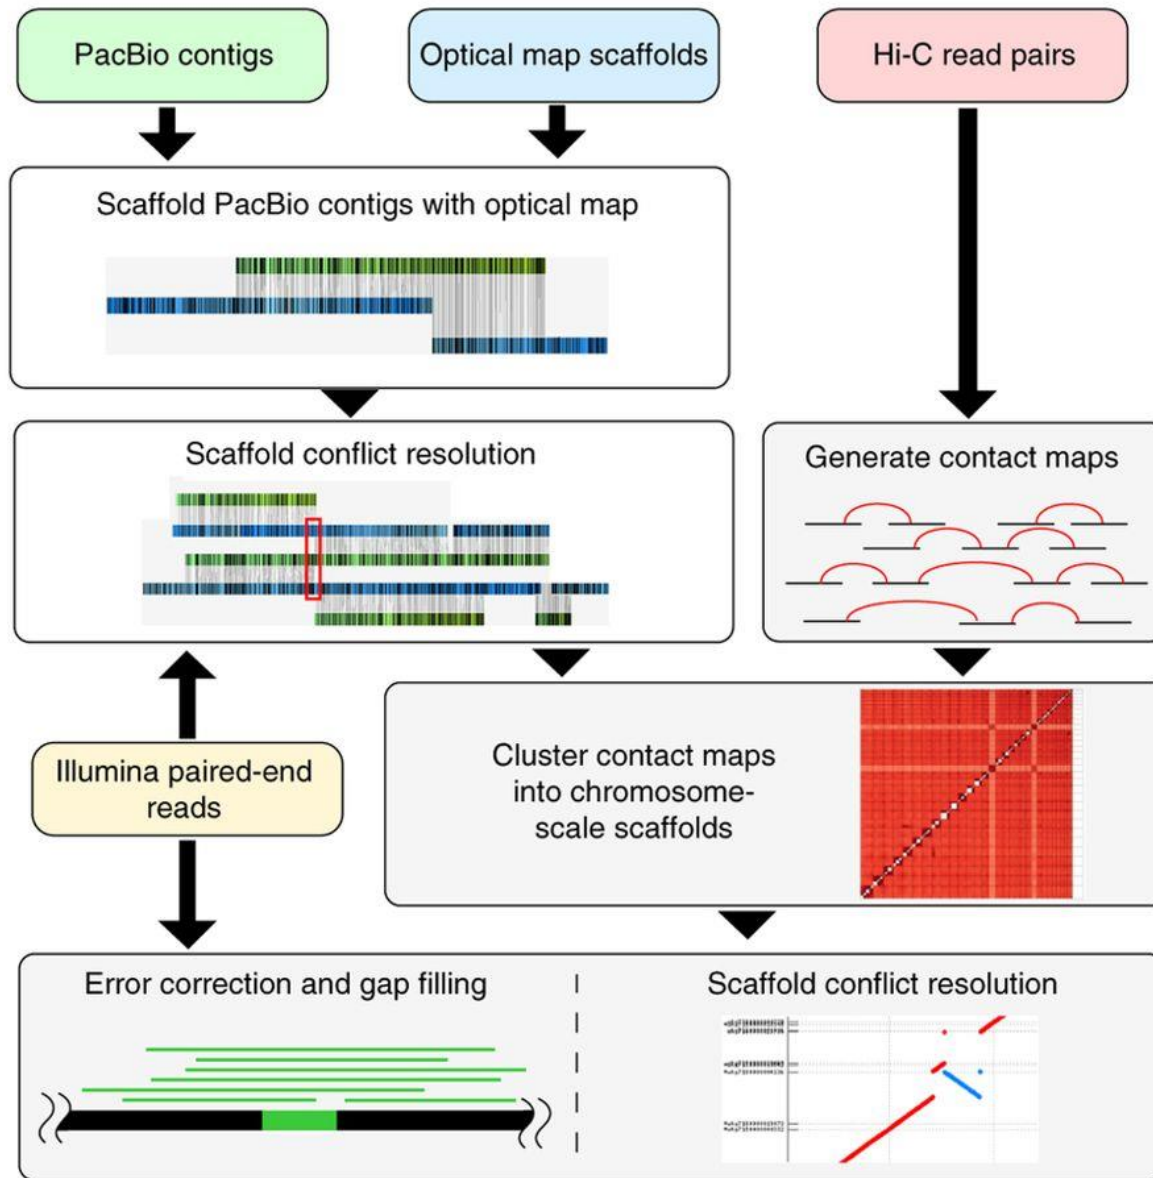 PacBio contigs
Optical map scaffolds
Hi-C read pairs
Scaffold PacBio contigs with optical map
Scaffold conflict resolution
Generate contact maps
Illumina paired-end
reads
Cluster contact maps
into chromosome-
scale scaffolds
Error correction and gap filling
Scaffold conflict resolution